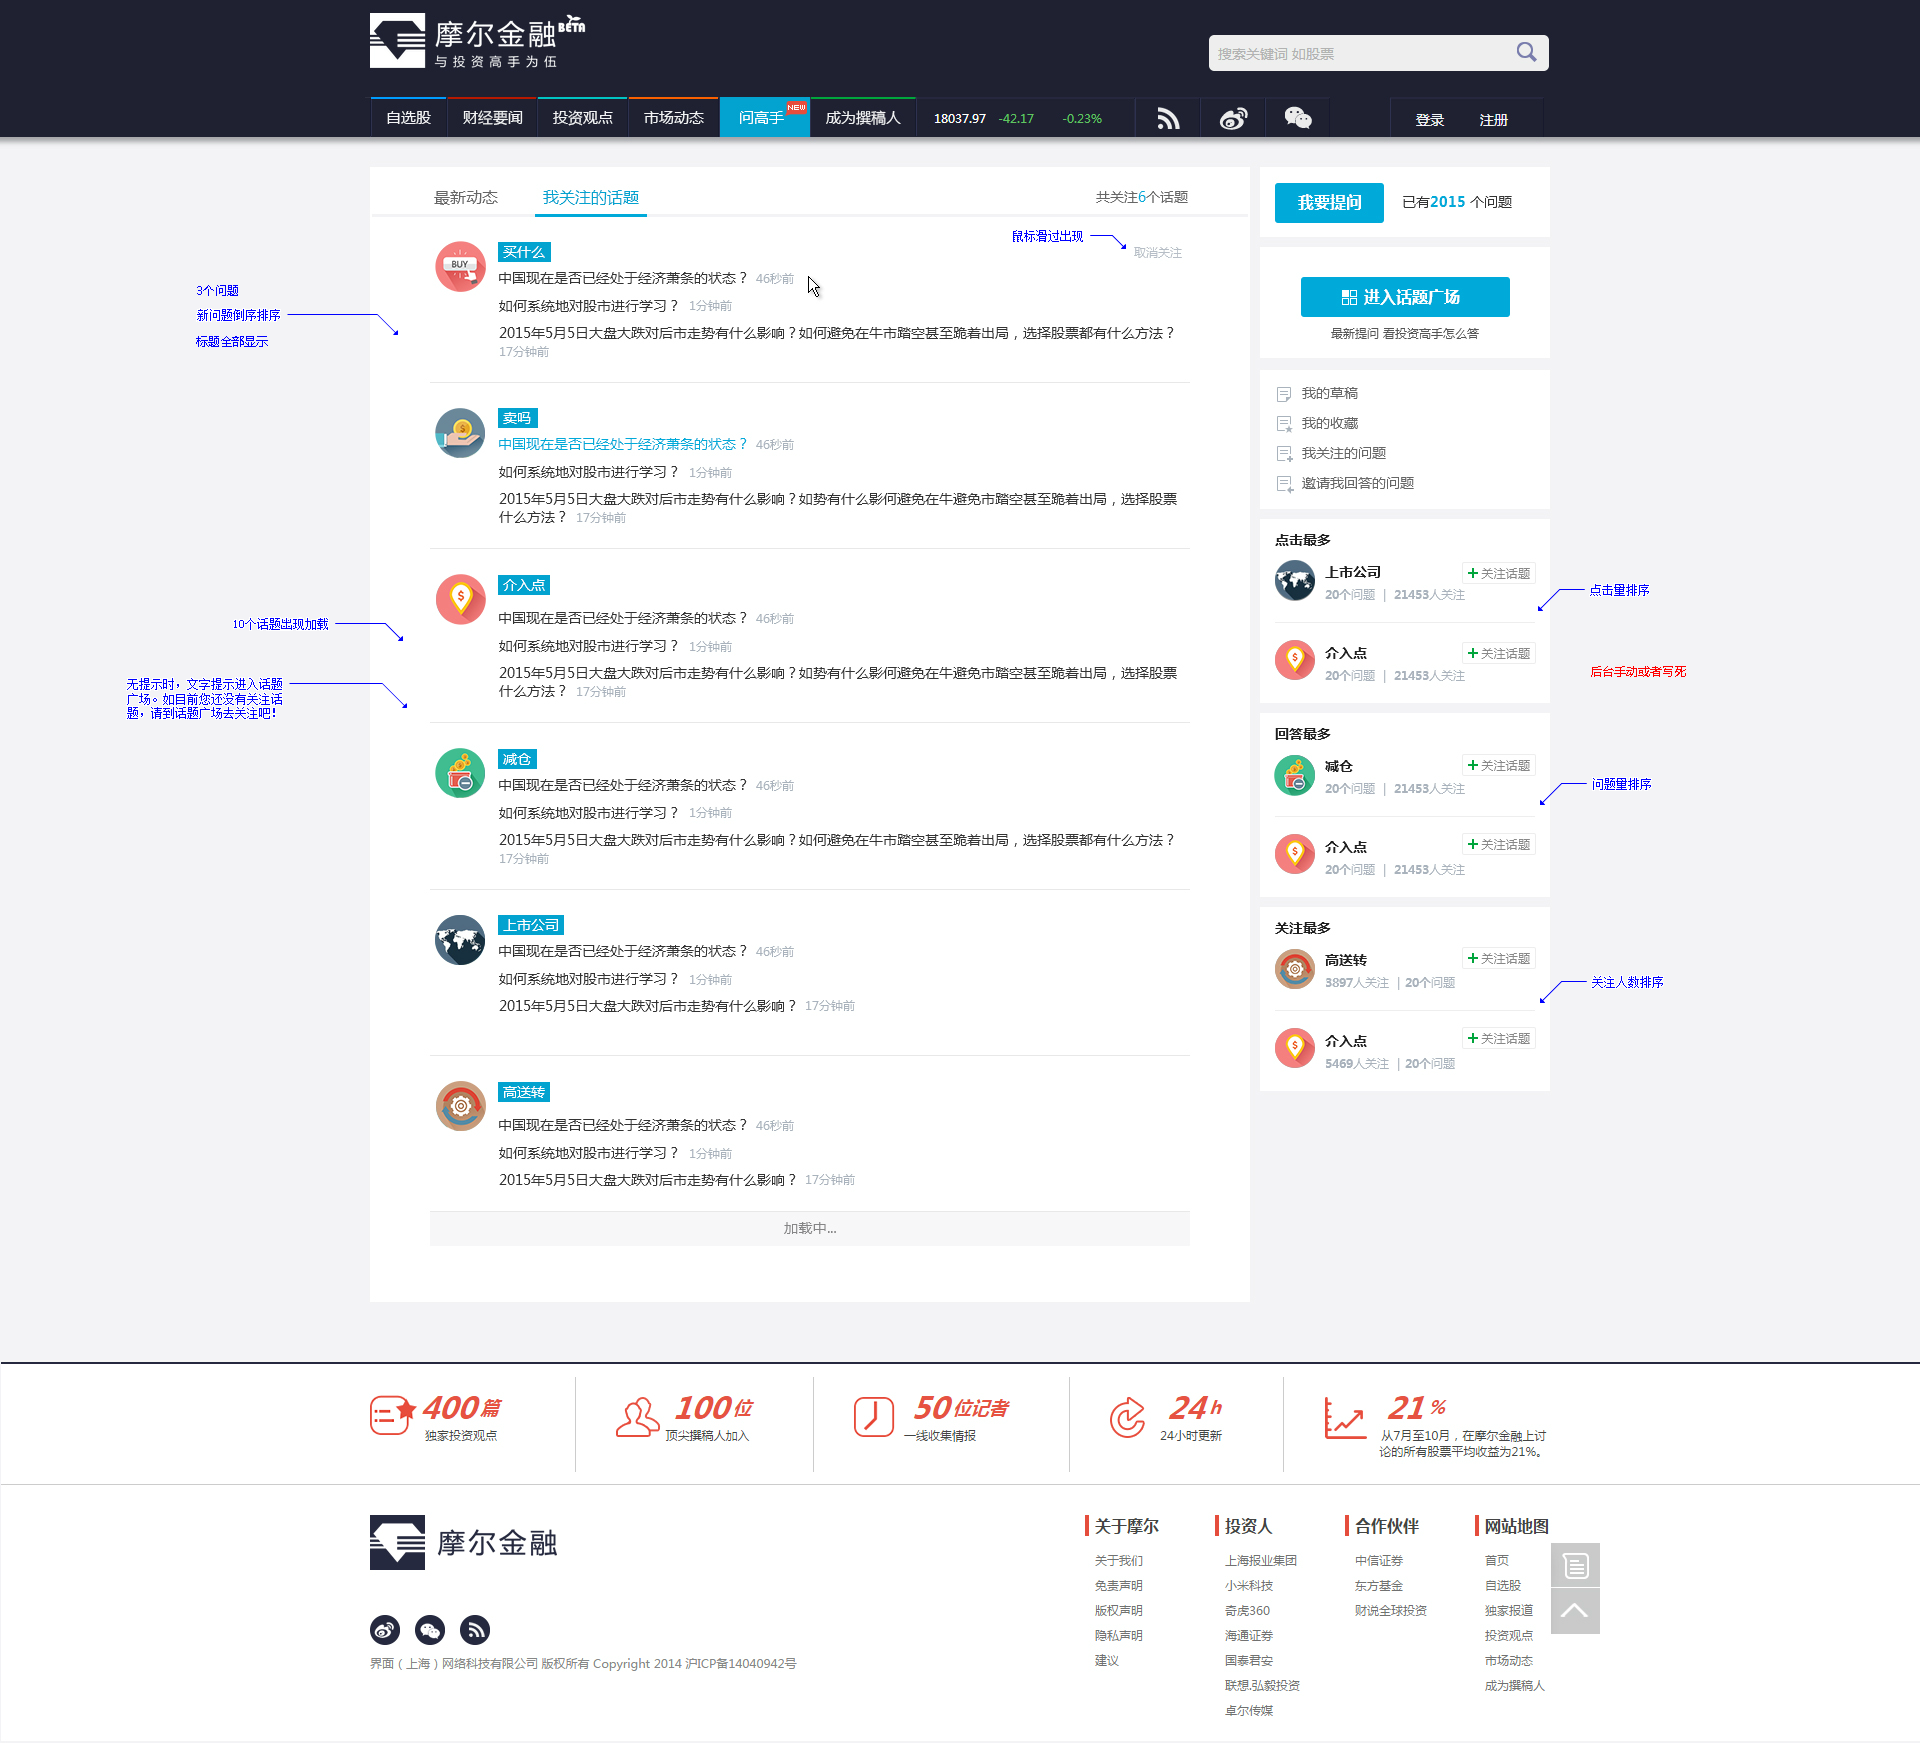 摩尔金融 BETA
与投资高手为伍
搜索关键词 如股票
自选股 财经要闻 投资观点 市场动态 问高手 NEW 成为撰稿人 18037.97 -42.17 -0.23% 登录 注册
最新动态 我关注的话题 共关注6个话题
鼠标滑过出现
取消关注
BUY
买什么
中国现在是否已经处于经济萧条的状态？ 46秒前
如何系统地对股市进行学习？ 1分钟前
2015年5月5日大盘大跌对后市走势有什么影响？如何避免在牛市踏空甚至跪着出局，选择股票都有什么方法？
17分钟前
3个问题
新问题倒序排序
标题全部显示
卖吗
中国现在是否已经处于经济萧条的状态？ 46秒前
如何系统地对股市进行学习？ 1分钟前
2015年5月5日大盘大跌对后市走势有什么影响？如势有什么影何避免在牛避免市踏空甚至跪着出局，选择股票
什么方法？ 17分钟前
介入点
中国现在是否已经处于经济萧条的状态？ 46秒前
如何系统地对股市进行学习？ 1分钟前
2015年5月5日大盘大跌对后市走势有什么影响？如势有什么影何避免在牛避免市踏空甚至跪着出局，选择股票
什么方法？ 17分钟前
10个话题出现加载
无提示时，文字提示进入话题
广场。如目前您还没有关注话
题，请到话题广场去关注吧！
减仓
中国现在是否已经处于经济萧条的状态？ 46秒前
如何系统地对股市进行学习？ 1分钟前
2015年5月5日大盘大跌对后市走势有什么影响？如何避免在牛市踏空甚至跪着出局，选择股票都有什么方法？
17分钟前
上市公司
中国现在是否已经处于经济萧条的状态？ 46秒前
如何系统地对股市进行学习？ 1分钟前
2015年5月5日大盘大跌对后市走势有什么影响？ 17分钟前
高送转
中国现在是否已经处于经济萧条的状态？ 46秒前
如何系统地对股市进行学习？ 1分钟前
2015年5月5日大盘大跌对后市走势有什么影响？ 17分钟前
加载中...
我要提问 已有2015 个问题
进入话题广场
最新提问 看投资高手怎么答
我的草稿
我的收藏
我关注的问题
邀请我回答的问题
点击最多
上市公司 +关注话题
20个问题 | 21453人关注
介入点 +关注话题
20个问题 | 21453人关注
点击量排序
后台手动或者写死
回答最多
减仓 +关注话题
20个问题 | 21453人关注
介入点 +关注话题
20个问题 | 21453人关注
问题量排序
关注最多
高送转 +关注话题
3897人关注 | 20个问题
介入点 +关注话题
5469人关注 | 20个问题
关注人数排序
400篇
独家投资观点
100位
顶尖撰稿人加入
50位记者
一线收集情报
24h
24小时更新
21%
从7月至10月，在摩尔金融上讨
论的所有股票平均收益为21%。
摩尔金融
界面（上海）网络科技有限公司 版权所有 Copyright 2014 沪ICP备14040942号
关于摩尔
关于我们
免责声明
版权声明
隐私声明
建议
投资人
上海报业集团
小米科技
奇虎360
海通证券
国泰君安
联想.弘毅投资
卓尔传媒
合作伙伴
中信证券
东方基金
财说全球投资
网站地图
首页
自选股
独家报道
投资观点
市场动态
成为撰稿人